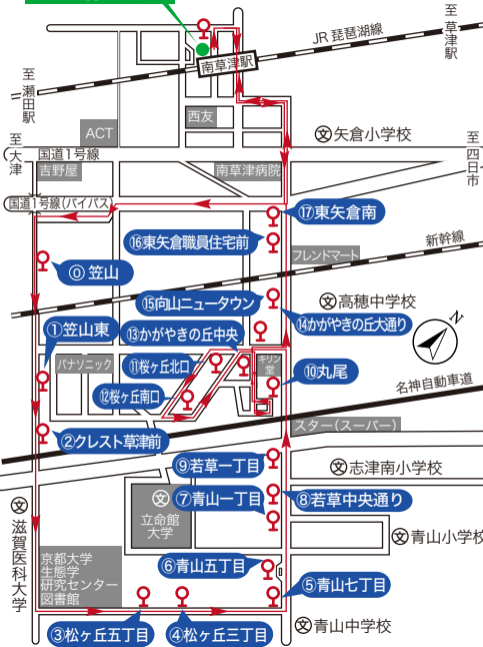 JR 琵琶湖線
至草津駅
南草津駅
至瀬田駅
西友
ACT
文矢倉小学校
至大津
国道1号線
吉野屋
南草津病院
至四日市
国道1号線(バイパス)
⑰東矢倉南
⑯東矢倉職員住宅前
フレンドマート
新幹線
⓪笠山
⑮向山ニュータウン
文高穂中学校
⑭かがやきの丘大通り
①笠山東
⑬かがやきの丘中央
N
パナソニック
⑪桜ヶ丘北口
キリン堂
⑩丸尾
⑫桜ヶ丘南口
名神自動車道
②クレスト草津前
スター(スーパー)
⑨若草一丁目
文志津南小学校
⑦青山一丁目
⑧若草中央通り
文
立命館
大学
文
滋賀医科大学
文青山小学校
京都大学
生態学
研究センター
図書館
⑥青山五丁目
⑤青山七丁目
③松ヶ丘五丁目
④松ヶ丘三丁目
文青山中学校